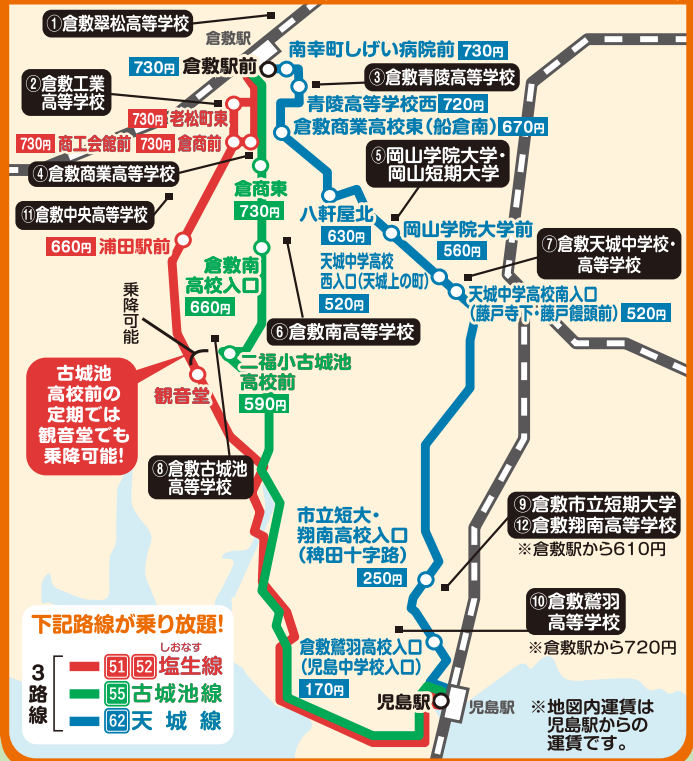 ①倉敷翠松高等学校
倉敷駅
730円 倉敷駅前
南幸町しげい病院前 730円
②倉敷工業
高等学校
③倉敷青陵高等学校
730円 老松町東
青陵高等学校西 720円
倉敷商業高校東(船倉南) 670円
730円 商工会館前 730円 倉商前
④倉敷商業高等学校
⑤岡山学院大学・
岡山短期大学
倉商東
730円
⑪倉敷中央高等学校
八軒屋北
630円
岡山学院大学前
560円
660円 浦田駅前
⑦倉敷天城中学校・
高等学校
倉敷南
高校入口
660円
天城中学高校
西入口(天城上の町)
520円
乗降可能
天城中学高校南入口
(藤戸寺下・藤戸饅頭前) 520円
⑥倉敷南高等学校
二福小古城池
高校前
590円
観音堂
古城池
高校前の
定期では
観音堂でも
乗降可能!
⑧倉敷古城池
高等学校
⑨倉敷市立短期大学
⑫倉敷翔南高等学校
※倉敷駅から610円
市立短大・
翔南高校入口
(稗田十字路)
250円
⑩倉敷鷲羽
高等学校
※倉敷駅から720円
倉敷鷲羽高校入口
(児島中学校入口)
170円
児島駅
児島駅
※地図内運賃は
児島駅からの
運賃です。
下記路線が乗り放題!
3路線
しおなす
51 52 塩生線
55 古城池線
62 天城線